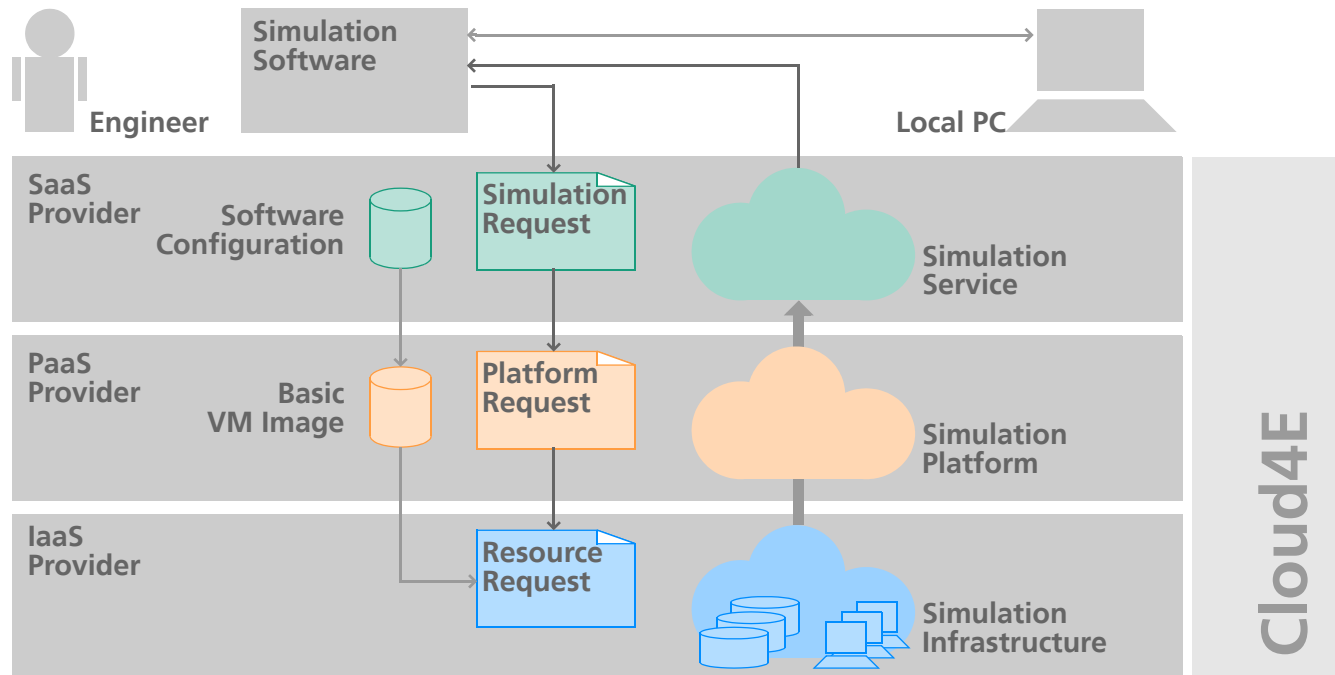 Simulation
Software
Engineer
Local PC
SaaS
Provider
Software
Configuration
Simulation
Request
Simulation
Service
PaaS
Provider
Basic
VM Image
Platform
Request
Simulation
Platform
IaaS
Provider
Resource
Request
Simulation
Infrastructure
Cloud4E